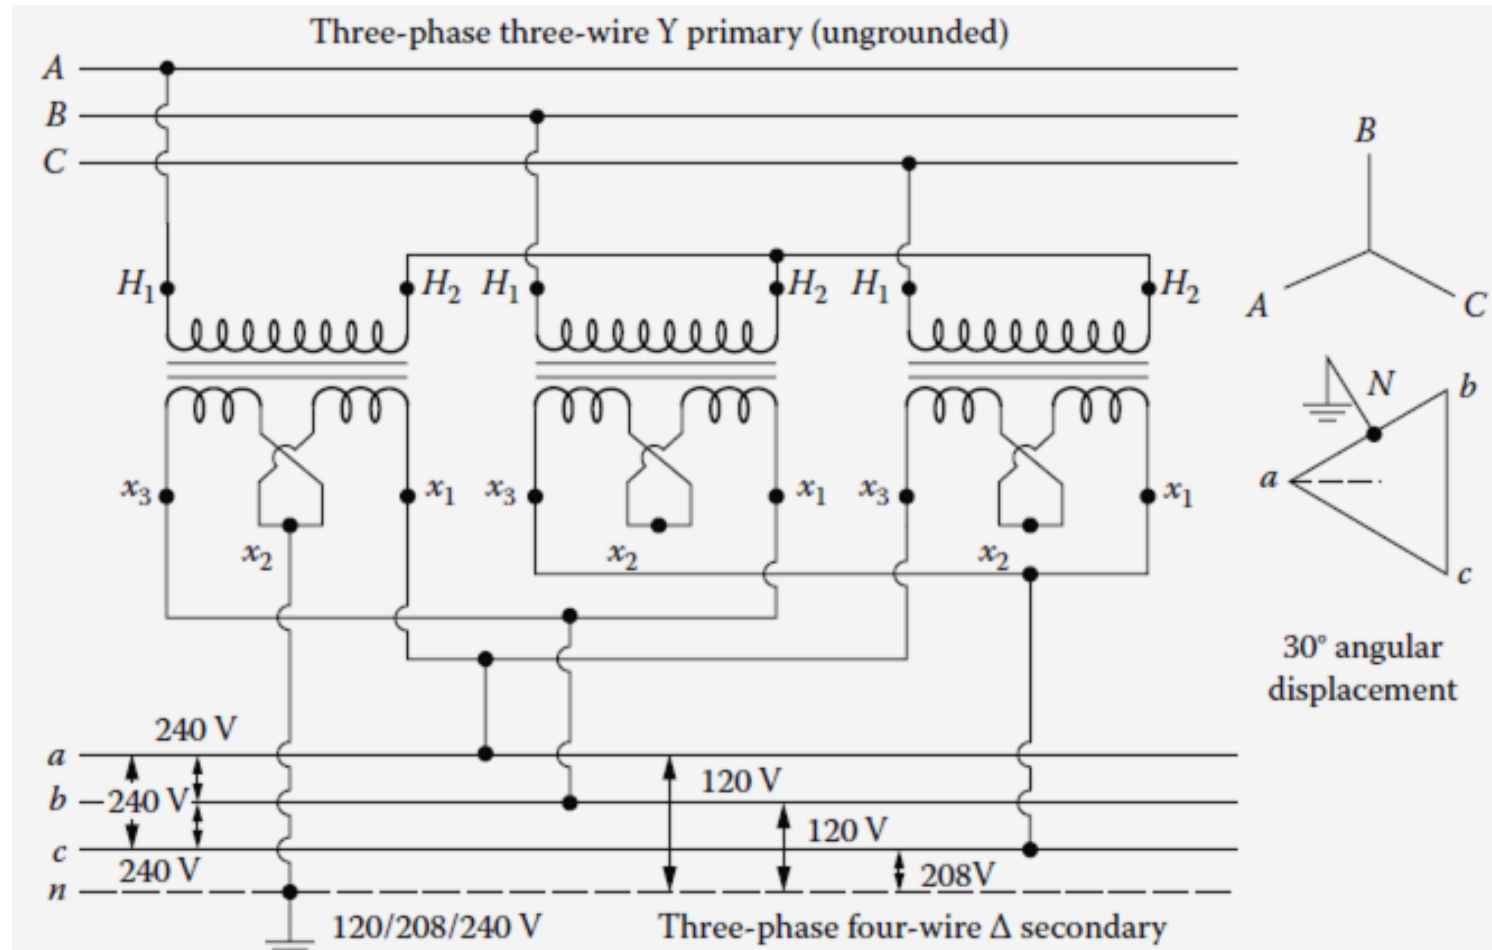 Three-phase three-wire Y primary (ungrounded)
A
B
C
B
A
C
H₁
H₂
H₁
H₂
H₁
H₂
N
b
a
c
x₃
x₁
x₃
x₁
x₃
x₁
x₂
x₂
x₂
30° angular
displacement
240 V
a
120 V
b
240 V
120 V
c
240 V
208V
n
120/208/240 V
Three-phase four-wire Δ secondary